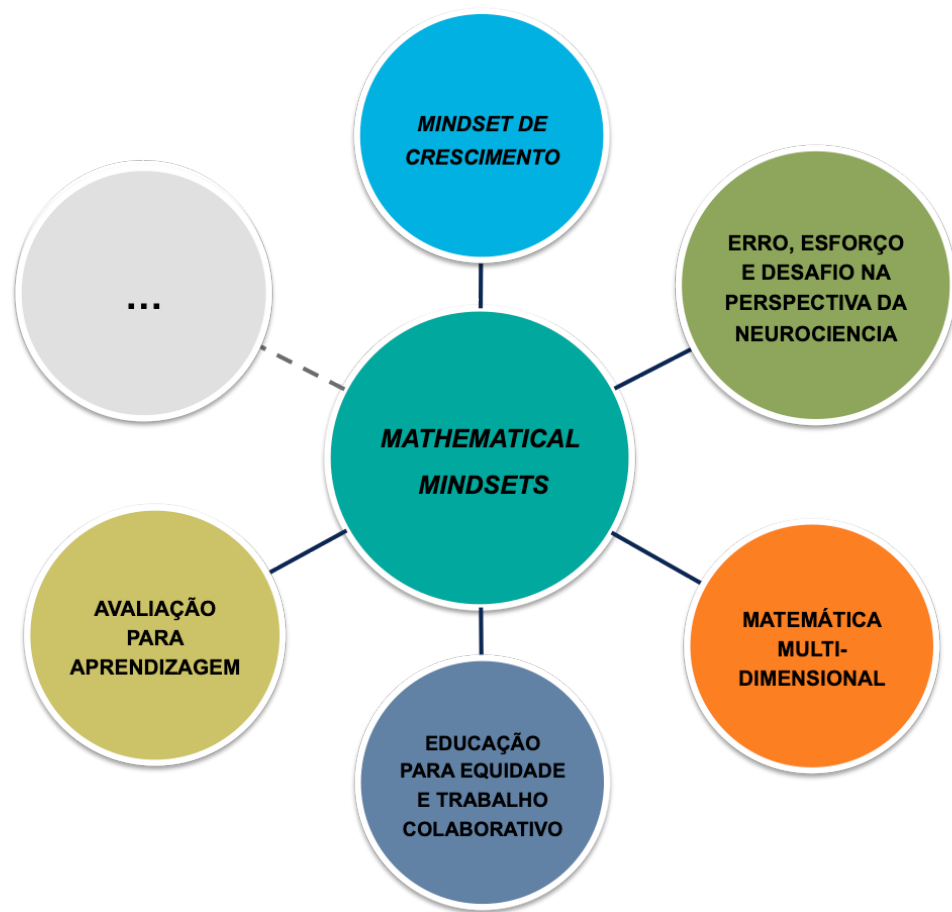 MINDSET DE
CRESCIMENTO
ERRO, ESFORÇO
E DESAFIO NA
PERSPECTIVA DA
NEUROCIENCIA
...
MATHEMATICAL
MINDSETS
AVALIAÇÃO
PARA
APRENDIZAGEM
MATEMÁTICA
MULTI-
DIMENSIONAL
EDUCAÇÃO
PARA EQUIDADE
E TRABALHO
COLABORATIVO